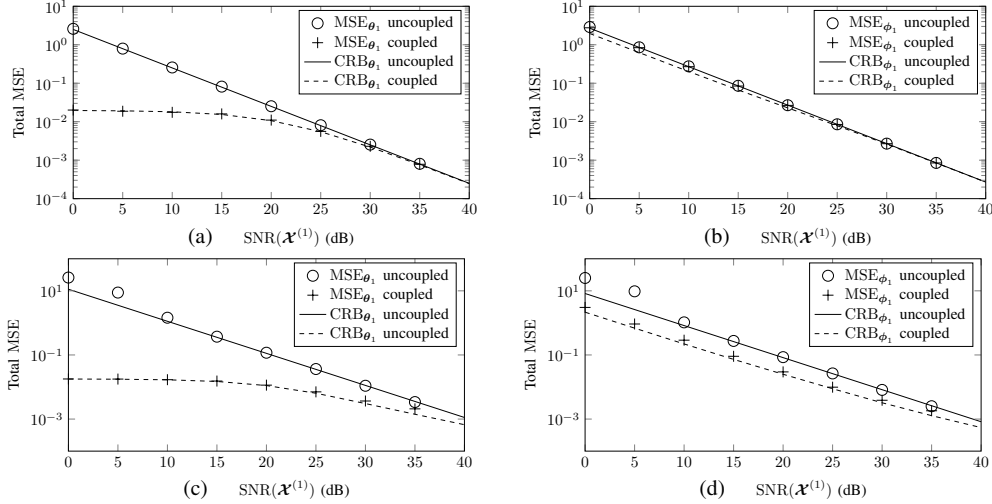 10^1
10^0
10^-1
10^-2
10^-3
10^-4
Total MSE
0 5 10 15 20 25 30 35 40
(a) SNR(𝓧^(1)) (dB)
MSE_θ1 uncoupled
MSE_θ1 coupled
CRB_θ1 uncoupled
CRB_θ1 coupled
10^1
10^0
10^-1
10^-2
10^-3
10^-4
Total MSE
0 5 10 15 20 25 30 35 40
(b) SNR(𝓧^(1)) (dB)
MSE_ϕ1 uncoupled
MSE_ϕ1 coupled
CRB_ϕ1 uncoupled
CRB_ϕ1 coupled
10^1
10^-1
10^-3
Total MSE
0 5 10 15 20 25 30 35 40
(c) SNR(𝓧^(1)) (dB)
MSE_θ1 uncoupled
MSE_θ1 coupled
CRB_θ1 uncoupled
CRB_θ1 uncoupled
10^1
10^-1
10^-3
Total MSE
0 5 10 15 20 25 30 35 40
(d) SNR(𝓧^(1)) (dB)
MSE_ϕ1 uncoupled
MSE_ϕ1 coupled
CRB_ϕ1 uncoupled
CRB_ϕ1 coupled